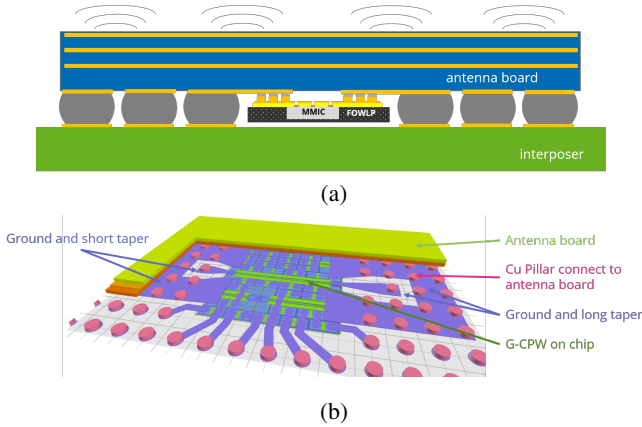 antenna board
MMIC
FOWLP
interposer
(a)
Ground and short taper
Antenna board
Cu Pillar connect to
antenna board
Ground and long taper
G-CPW on chip
(b)